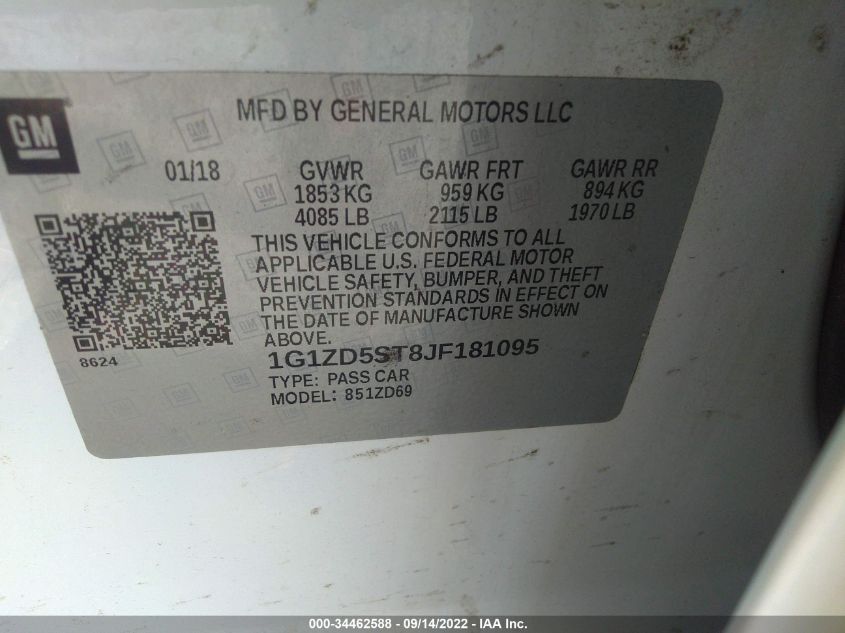 GM
MFD BY GENERAL MOTORS LLC
01/18 GVWR GAWR FRT GAWR RR
1853 KG 959 KG 894 KG
4085 LB 2115 LB 1970 LB
THIS VEHICLE CONFORMS TO ALL
APPLICABLE U.S. FEDERAL MOTOR
VEHICLE SAFETY, BUMPER, AND THEFT
PREVENTION STANDARDS IN EFFECT ON
THE DATE OF MANUFACTURE SHOWN
ABOVE.
8624
1G1ZD5ST8JF181095
TYPE: PASS CAR
MODEL: 851ZD69
000-34462588 - 09/14/2022 - 087095.